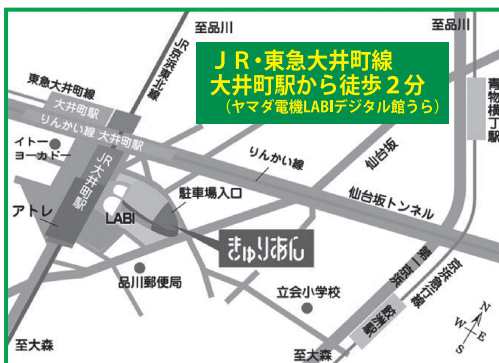 至品川
至品川
JR京浜東北線
ＪＲ・東急大井町線
大井町駅から徒歩２分
（ヤマダ電機LABIデジタル館うら）
東急大井町線
大井町駅
りんかい線 大井町駅
青物横丁駅
イトー
ヨーカドー
JR大井町駅
りんかい線
仙台坂
仙台坂トンネル
駐車場入口
アトレ
LABI
きゅりあん
品川郵便局
立会小学校
第一京浜
京浜急行線
鮫洲駅
至大森
至大森
N
E
W
S